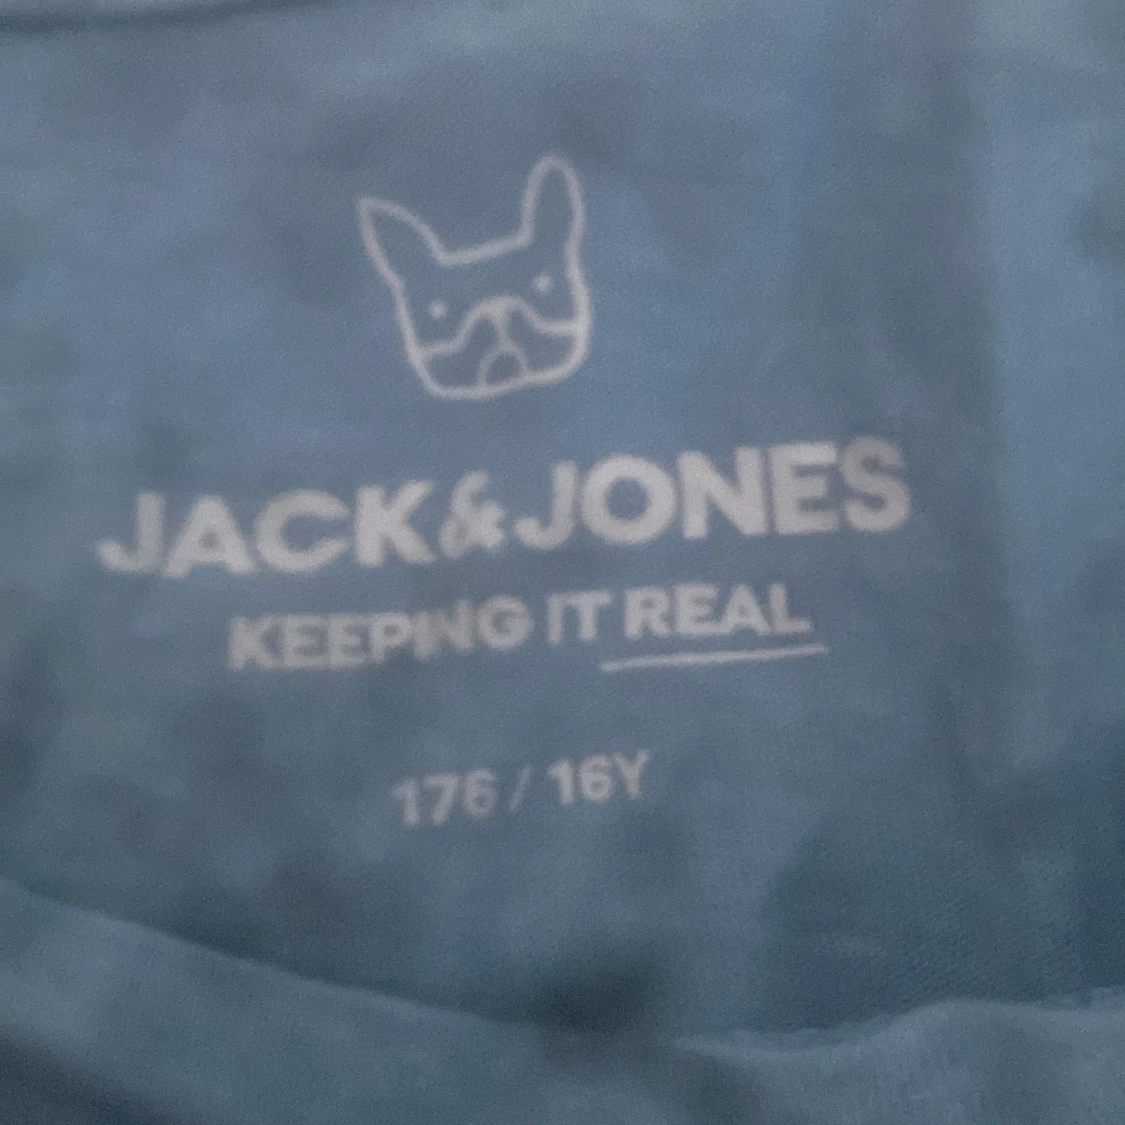 JACK&JONES
KEEPING IT REAL
176 / 16Y